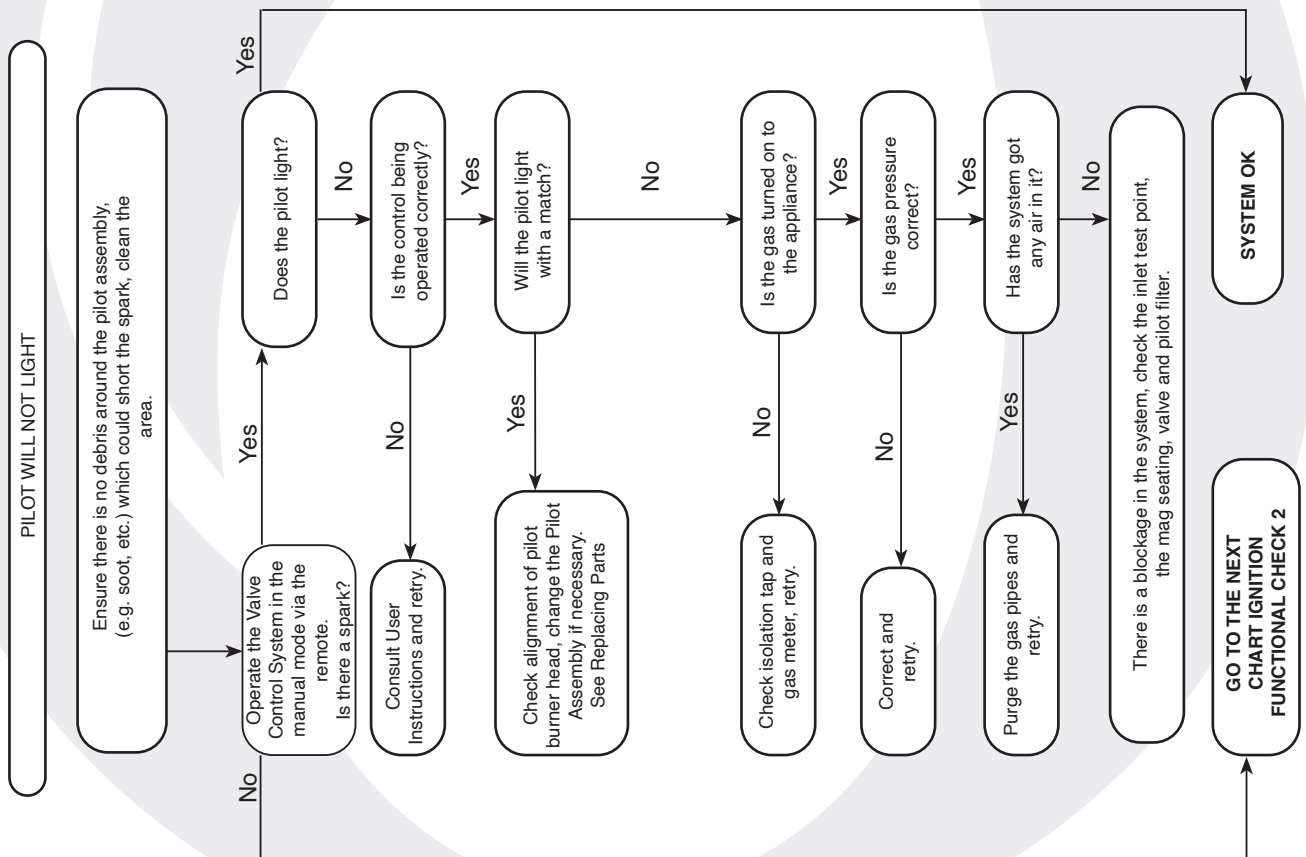 PILOT WILL NOT LIGHT
Ensure there is no debris around the pilot assembly,
(e.g. soot, etc.) which could short the spark, clean the
area.
Operate the Valve
Control System in the
manual mode via the
remote.
Is there a spark?
No
Yes
Does the pilot light?
Yes
No
Is the control being
operated correctly?
No
Consult User
Instructions and retry.
Yes
Will the pilot light
with a match?
Yes
Check alignment of pilot
burner head, change the Pilot
Assembly if necessary.
See Replacing Parts
No
Is the gas turned on to
the appliance?
No
Check isolation tap and
gas meter, retry.
Yes
Is the gas pressure
correct?
No
Correct and
retry.
Yes
Has the system got
any air in it?
Yes
Purge the gas pipes and
retry.
No
There is a blockage in the system, check the inlet test point,
the mag seating, valve and pilot filter.
GO TO THE NEXT
CHART IGNITION
FUNCTIONAL CHECK 2
SYSTEM OK